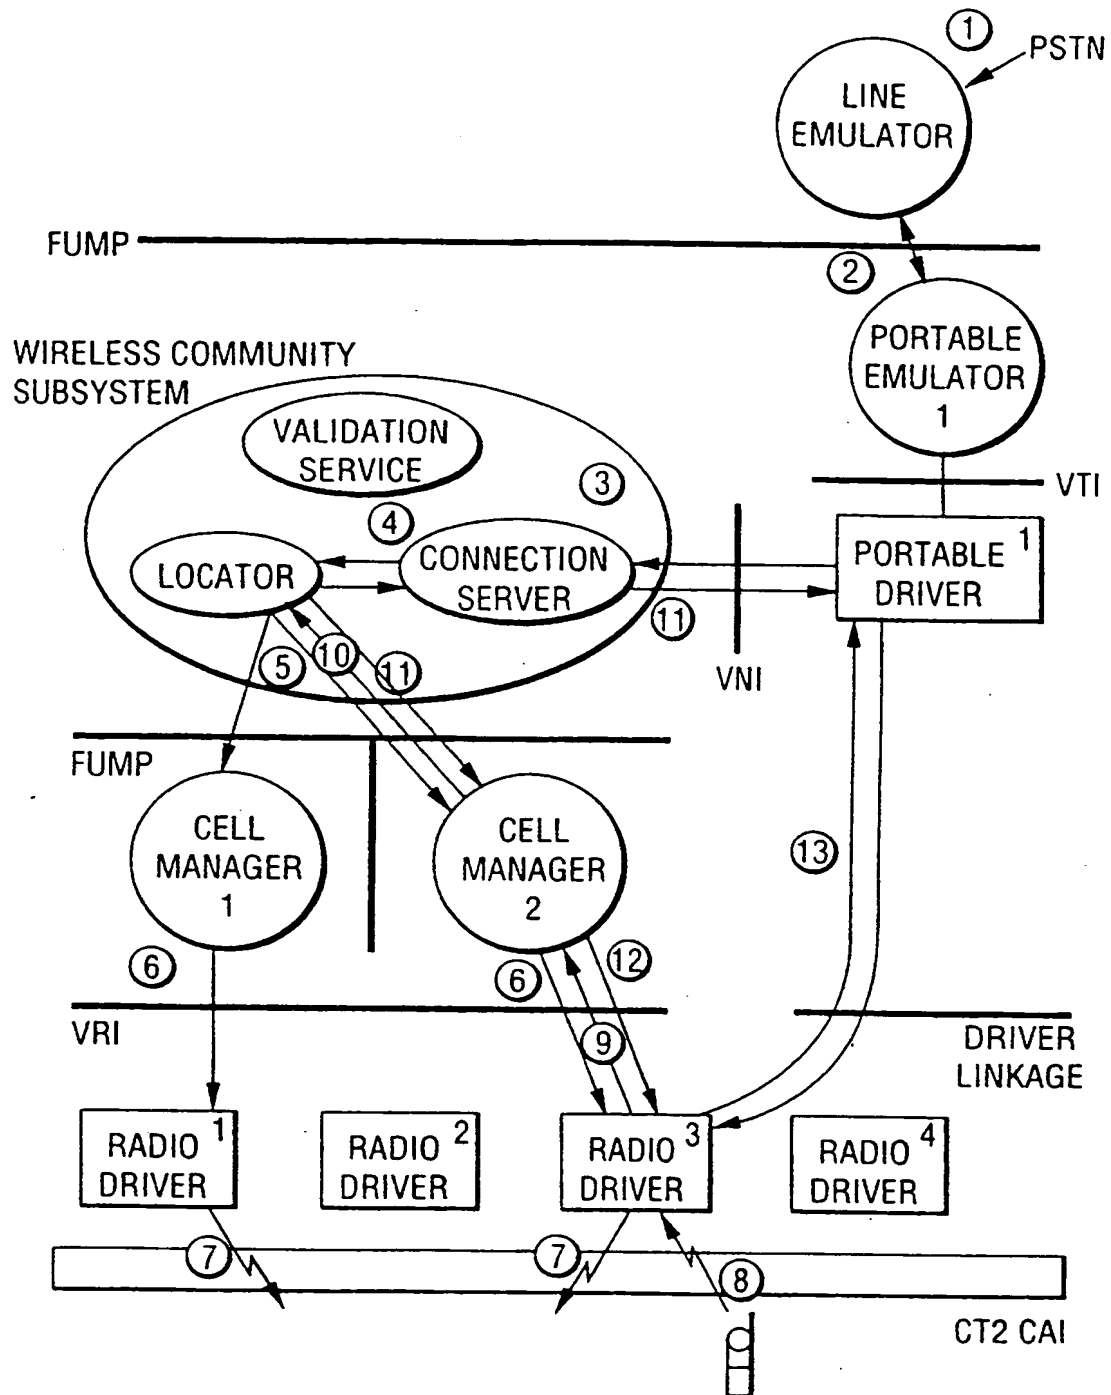 1
PSTN
LINE
EMULATOR
FUMP
2
PORTABLE
EMULATOR
1
WIRELESS COMMUNITY
SUBSYSTEM
VALIDATION
SERVICE
3
VTI
4
LOCATOR
CONNECTION
SERVER
PORTABLE 1
DRIVER
11
VNI
5
10
11
FUMP
CELL
MANAGER
1
CELL
MANAGER
2
13
6
6
12
VRI
9
DRIVER
LINKAGE
RADIO 1
DRIVER
RADIO 2
DRIVER
RADIO 3
DRIVER
RADIO 4
DRIVER
7
7
8
CT2 CAI